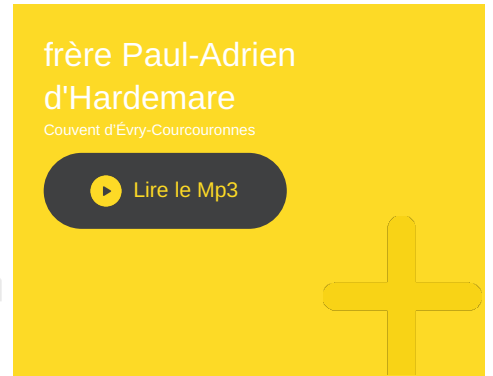 frère Paul-Adrien
d'Hardemare
Couvent d'Évry-Courcouronnes
Lire le Mp3